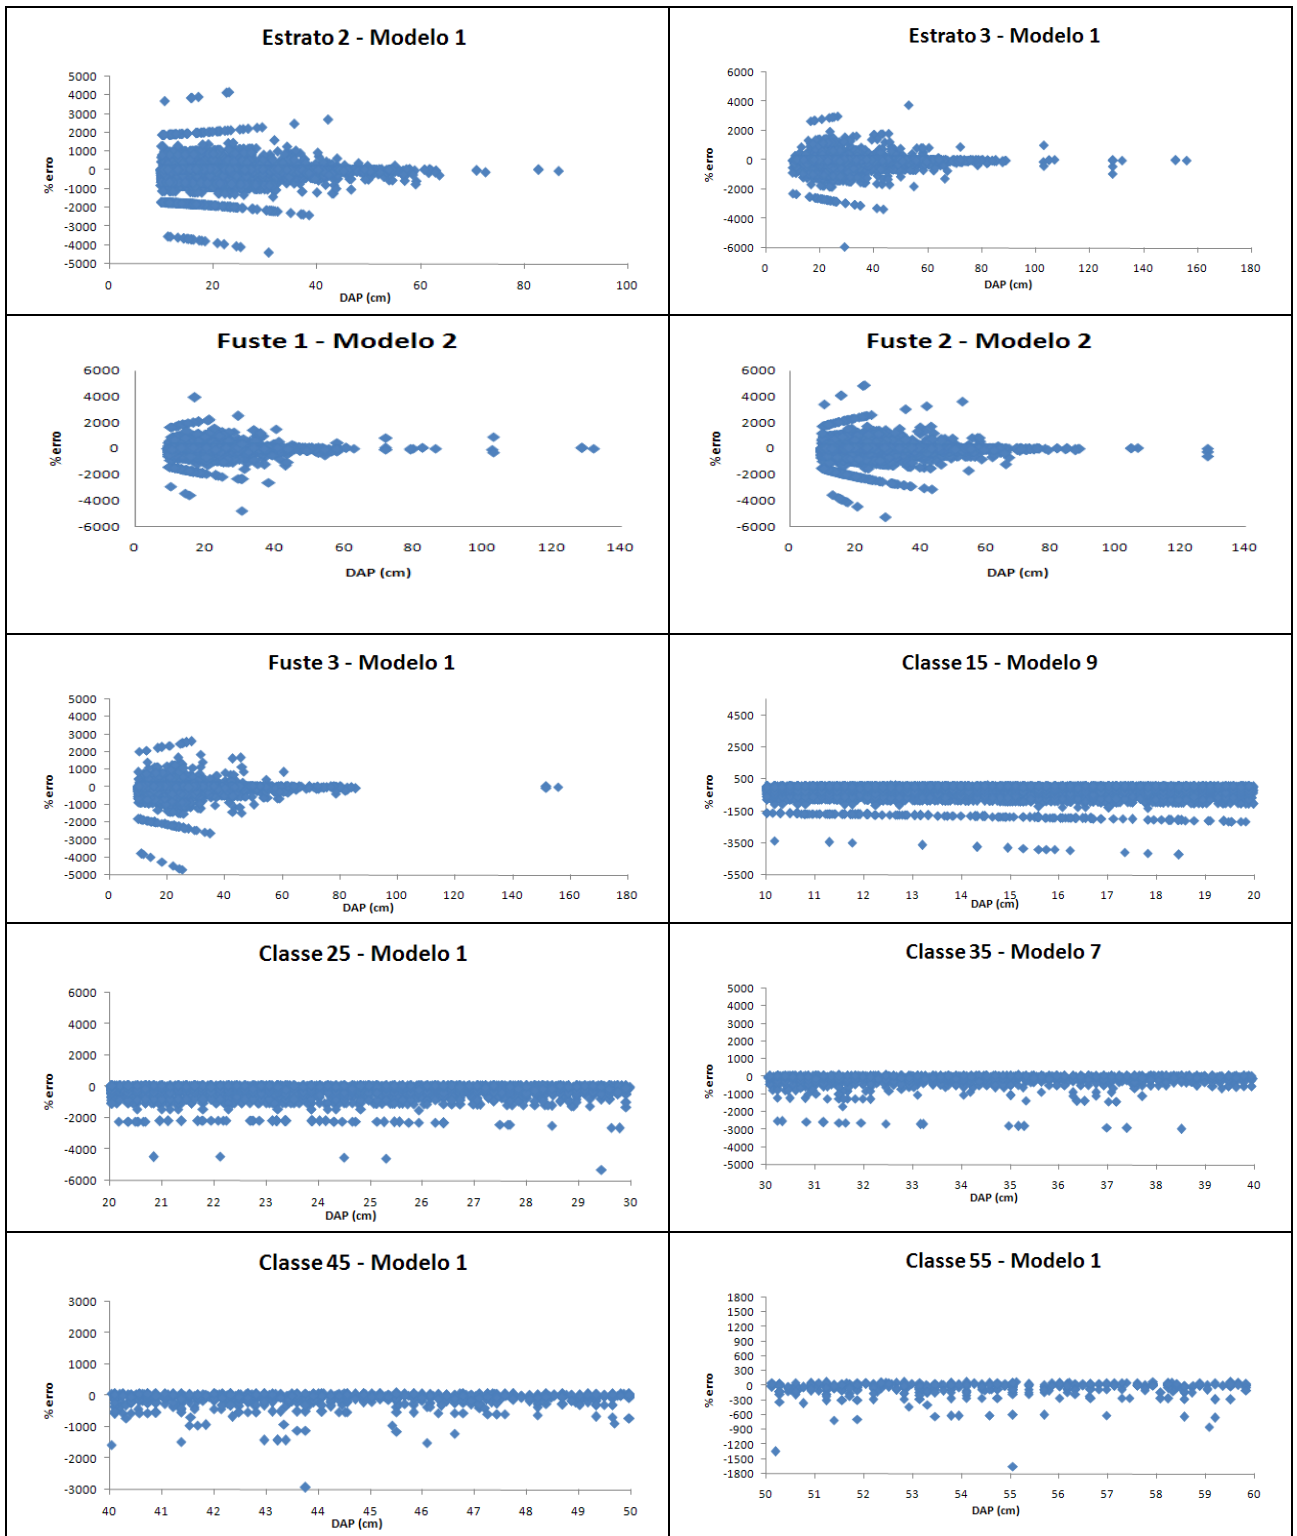 Estrato 2 - Modelo 1
5000
4000
3000
2000
1000
0
-1000
-2000
-3000
-4000
-5000
% erro
0 20 40 60 80 100
DAP (cm)
Estrato 3 - Modelo 1
6000
4000
2000
0
-2000
-4000
-6000
% erro
0 20 40 60 80 100 120 140 160 180
DAP (cm)
Fuste 1 - Modelo 2
6000
4000
2000
0
-2000
-4000
-6000
% erro
0 20 40 60 80 100 120 140
DAP (cm)
Fuste 2 - Modelo 2
6000
4000
2000
0
-2000
-4000
-6000
% erro
0 20 40 60 80 100 120 140
DAP (cm)
Fuste 3 - Modelo 1
5000
4000
3000
2000
1000
0
-1000
-2000
-3000
-4000
-5000
% erro
0 20 40 60 80 100 120 140 160 180
DAP (cm)
Classe 15 - Modelo 9
4500
2500
500
-1500
-3500
-5500
% erro
10 11 12 13 14 15 16 17 18 19 20
DAP (cm)
Classe 25 - Modelo 1
6000
4000
2000
0
-2000
-4000
-6000
% erro
20 21 22 23 24 25 26 27 28 29 30
DAP (cm)
Classe 35 - Modelo 7
5000
4000
3000
2000
1000
0
-1000
-2000
-3000
-4000
-5000
% erro
30 31 32 33 34 35 36 37 38 39 40
DAP (cm)
Classe 45 - Modelo 1
3000
2000
1000
0
-1000
-2000
-3000
% erro
40 41 42 43 44 45 46 47 48 49 50
DAP (cm)
Classe 55 - Modelo 1
1800
1500
1200
900
600
300
0
-300
-600
-900
-1200
-1500
-1800
% erro
50 51 52 53 54 55 56 57 58 59 60
DAP (cm)